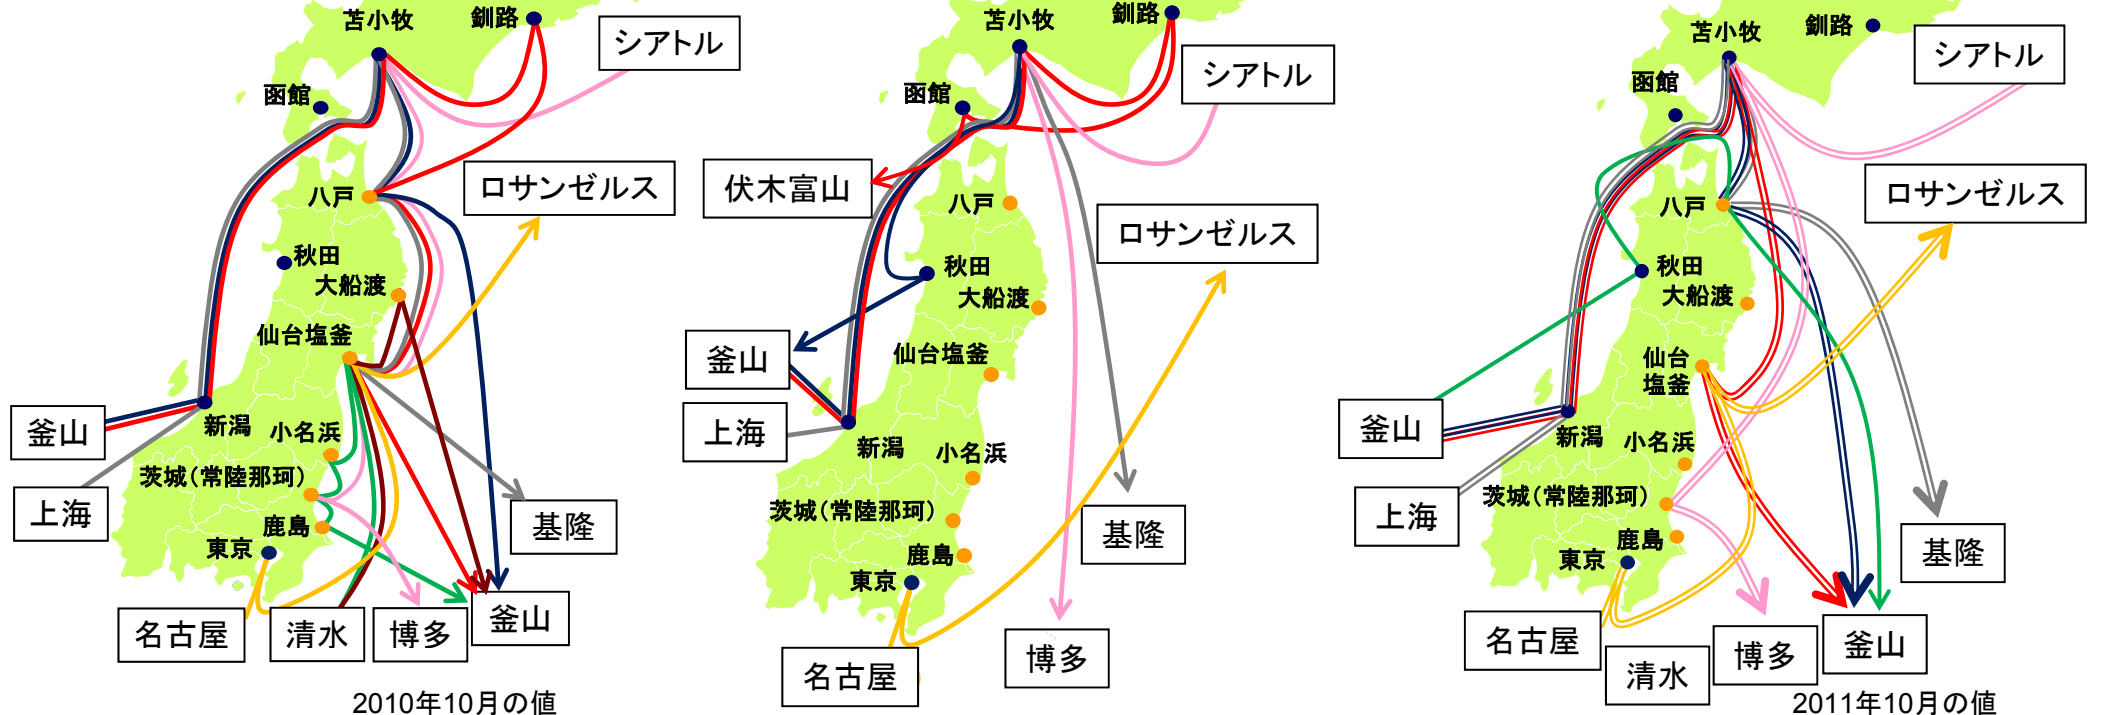 苫小牧
釧路
シアトル
函館
八戸
ロサンゼルス
秋田
大船渡
仙台塩釜
釜山
新潟
小名浜
茨城(常陸那珂)
上海
鹿島
基隆
東京
名古屋
清水
博多
釜山
2010年10月の値
苫小牧
釧路
シアトル
函館
伏木富山
八戸
ロサンゼルス
秋田
大船渡
釜山
仙台塩釜
上海
新潟
小名浜
茨城(常陸那珂)
基隆
鹿島
東京
名古屋
博多
苫小牧
釧路
シアトル
函館
八戸
ロサンゼルス
秋田
大船渡
仙台
塩釜
釜山
新潟
小名浜
茨城(常陸那珂)
上海
鹿島
基隆
東京
名古屋
清水
博多
釜山
2011年10月の値